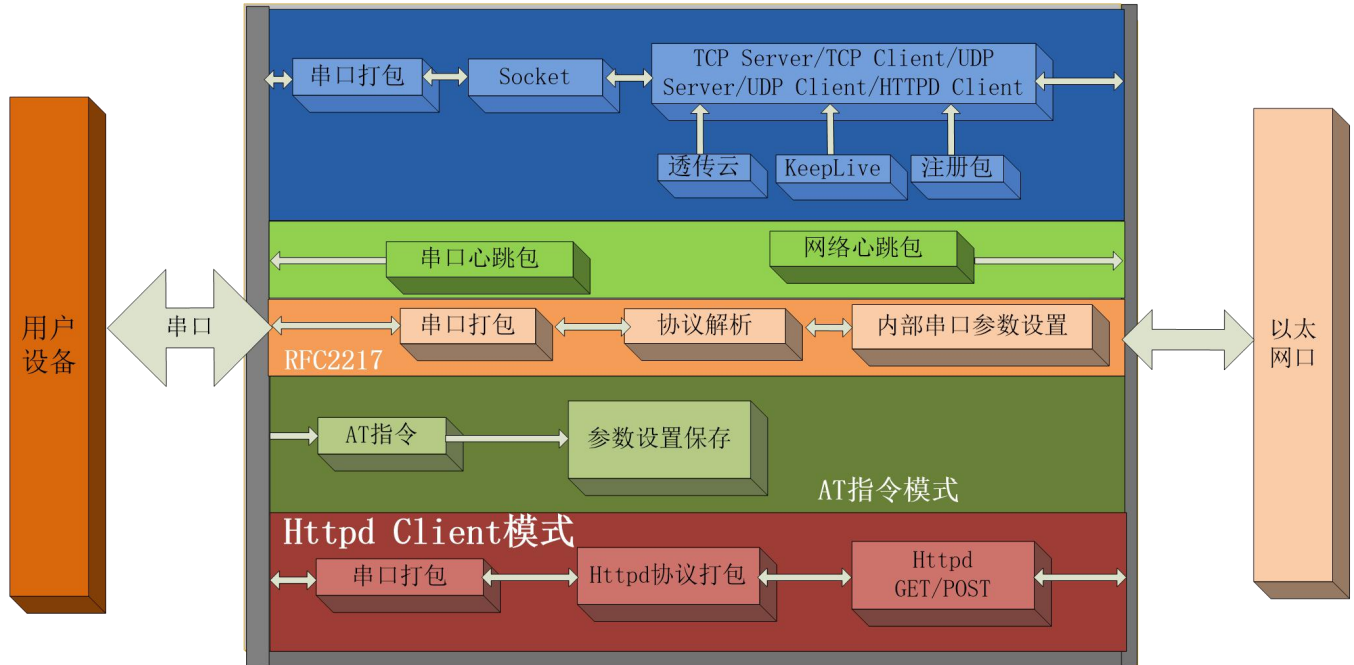 串口打包
Socket
TCP Server/TCP Client/UDP
Server/UDP Client/HTTPD Client
透传云
KeepLive
注册包
串口心跳包
网络心跳包
用户
设备
串口
串口打包
协议解析
内部串口参数设置
RFC2217
以太
网口
AT指令
参数设置保存
AT指令模式
Httpd Client模式
串口打包
Httpd协议打包
Httpd
GET/POST